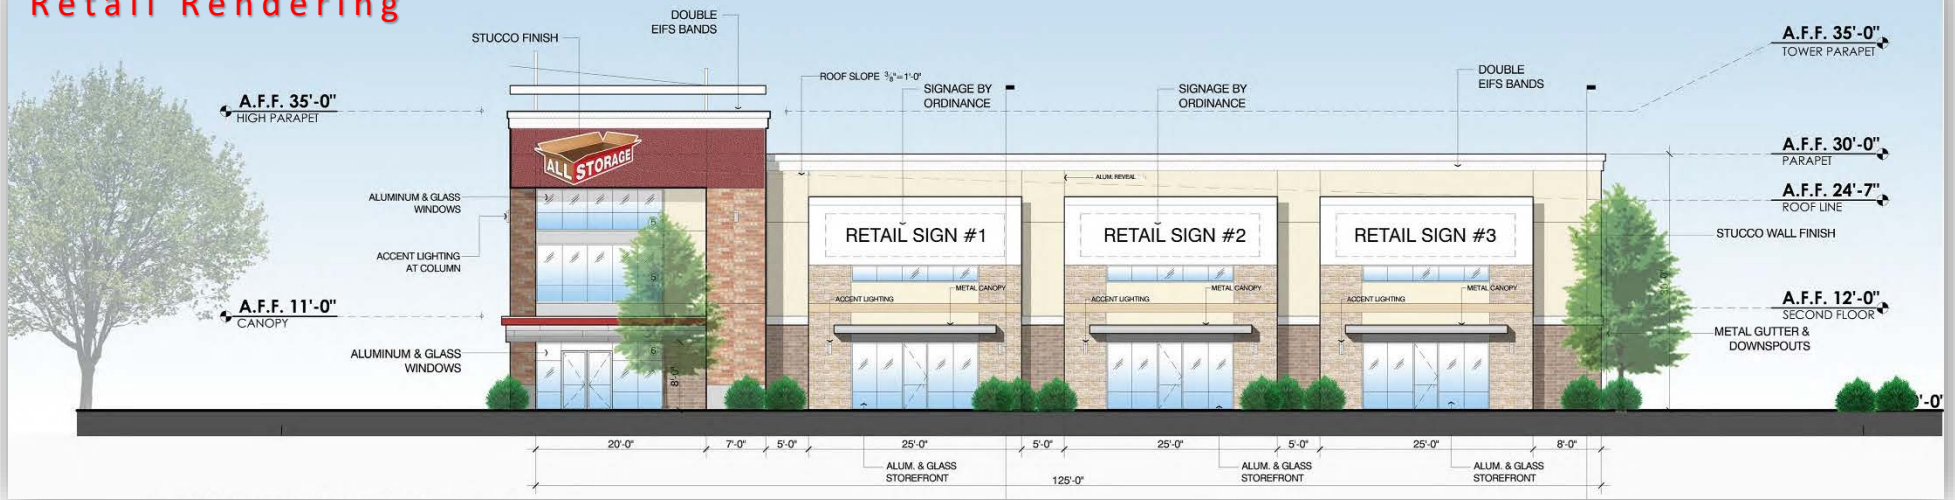 Retail Rendering
DOUBLE
EIFS BANDS
STUCCO FINISH
A.F.F. 35'-0"
TOWER PARAPET
ROOF SLOPE 3/8"=1'-0"
SIGNAGE BY
ORDINANCE
SIGNAGE BY
ORDINANCE
DOUBLE
EIFS BANDS
A.F.F. 35'-0"
HIGH PARAPET
ALL STORAGE
A.F.F. 30'-0"
PARAPET
ALUM. REVEAL
A.F.F. 24'-7"
ROOF LINE
ALUMINUM & GLASS
WINDOWS
RETAIL SIGN #1
RETAIL SIGN #2
RETAIL SIGN #3
STUCCO WALL FINISH
ACCENT LIGHTING
AT COLUMN
METAL CANOPY
METAL CANOPY
METAL CANOPY
ACCENT LIGHTING
ACCENT LIGHTING
ACCENT LIGHTING
A.F.F. 11'-0"
CANOPY
A.F.F. 12'-0"
SECOND FLOOR
METAL GUTTER &
DOWNSPOUTS
ALUMINUM & GLASS
WINDOWS
8'-0"
'-0"
20'-0"
7'-0"
5'-0"
25'-0"
5'-0"
25'-0"
5'-0"
25'-0"
8'-0"
ALUM. & GLASS
STOREFRONT
ALUM. & GLASS
STOREFRONT
ALUM. & GLASS
STOREFRONT
125'-0"